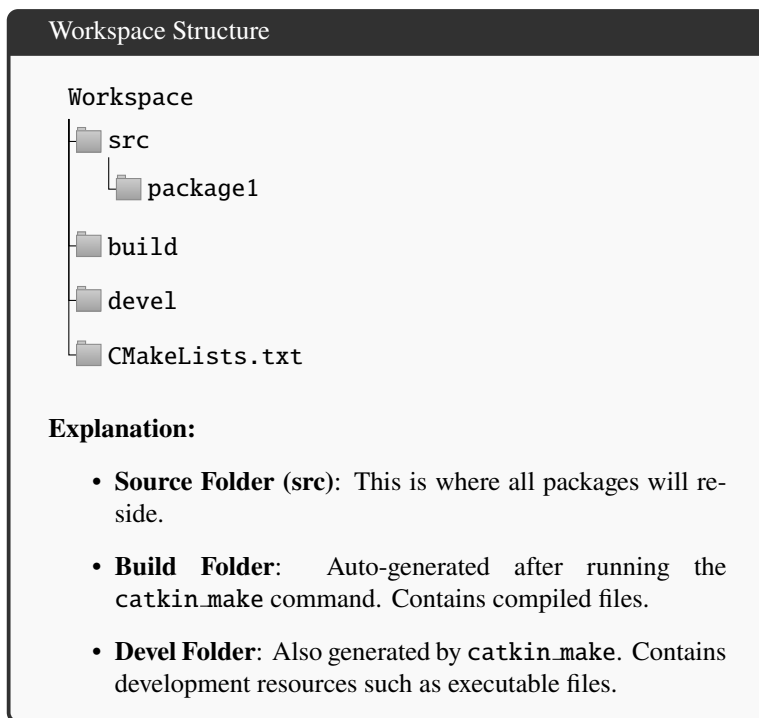 Workspace Structure
Workspace
src
package1
build
devel
CMakeLists.txt
Explanation:
• Source Folder (src): This is where all packages will re-
side.
• Build Folder: Auto-generated after running the
catkin_make command. Contains compiled files.
• Devel Folder: Also generated by catkin_make. Contains
development resources such as executable files.